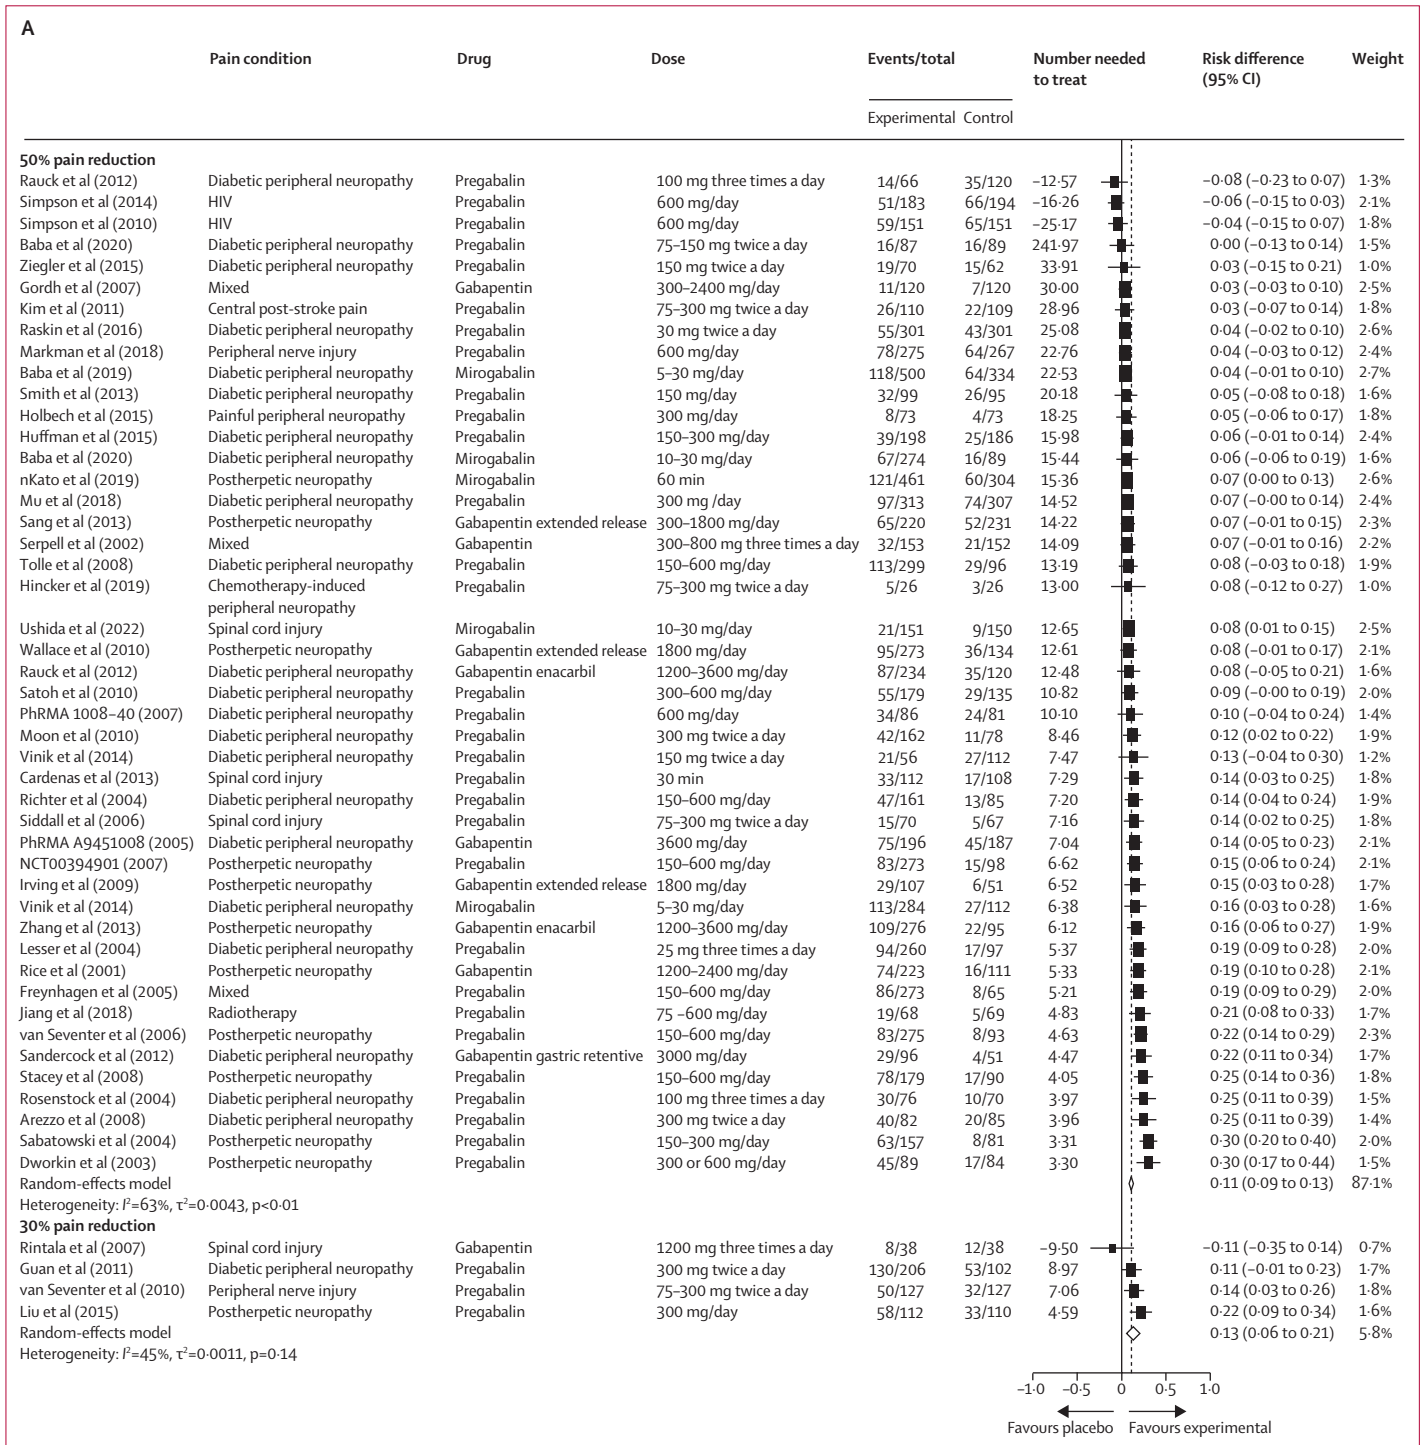 A
Pain condition Drug Dose Events/total Number needed to treat Risk difference (95% CI) Weight
Experimental Control
50% pain reduction
Rauck et al (2012) Diabetic peripheral neuropathy Pregabalin 100 mg three times a day 14/66 35/120 −12·57 −0·08 (−0·23 to 0·07) 1·3%
Simpson et al (2014) HIV Pregabalin 600 mg/day 51/183 66/194 −16·26 −0·06 (−0·15 to 0·03) 2·1%
Simpson et al (2010) HIV Pregabalin 600 mg/day 59/151 65/151 −25·17 −0·04 (−0·15 to 0·07) 1·8%
Baba et al (2020) Diabetic peripheral neuropathy Pregabalin 75–150 mg twice a day 16/87 16/89 241·97 0·00 (−0·13 to 0·14) 1·5%
Ziegler et al (2015) Diabetic peripheral neuropathy Pregabalin 150 mg twice a day 19/70 15/62 33·91 0·03 (−0·15 to 0·21) 1·0%
Gordh et al (2007) Mixed Gabapentin 300–2400 mg/day 11/120 7/120 30·00 0·03 (−0·03 to 0·10) 2·5%
Kim et al (2011) Central post-stroke pain Pregabalin 75–300 mg twice a day 26/110 22/109 28·96 0·03 (−0·07 to 0·14) 1·8%
Raskin et al (2016) Diabetic peripheral neuropathy Pregabalin 30 mg twice a day 55/301 43/301 25·08 0·04 (−0·02 to 0·10) 2·6%
Markman et al (2018) Peripheral nerve injury Pregabalin 600 mg/day 78/275 64/267 22·76 0·04 (−0·03 to 0·12) 2·4%
Baba et al (2019) Diabetic peripheral neuropathy Mirogabalin 5–30 mg/day 118/500 64/334 22·53 0·04 (−0·01 to 0·10) 2·7%
Smith et al (2013) Diabetic peripheral neuropathy Pregabalin 150 mg/day 32/99 26/95 20·18 0·05 (−0·08 to 0·18) 1·6%
Holbech et al (2015) Painful peripheral neuropathy Pregabalin 300 mg/day 8/73 4/73 18·25 0·05 (−0·06 to 0·17) 1·8%
Huffman et al (2015) Diabetic peripheral neuropathy Pregabalin 150–300 mg/day 39/198 25/186 15·98 0·06 (−0·01 to 0·14) 2·4%
Baba et al (2020) Diabetic peripheral neuropathy Mirogabalin 10–30 mg/day 67/274 16/89 15·44 0·06 (−0·06 to 0·19) 1·6%
nKato et al (2019) Postherpetic neuropathy Mirogabalin 60 min 121/461 60/304 15·36 0·07 (0·00 to 0·13) 2·6%
Mu et al (2018) Diabetic peripheral neuropathy Pregabalin 300 mg /day 97/313 74/307 14·52 0·07 (−0·00 to 0·14) 2·4%
Sang et al (2013) Postherpetic neuropathy Gabapentin extended release 300–1800 mg/day 65/220 52/231 14·22 0·07 (−0·01 to 0·15) 2·3%
Serpell et al (2002) Mixed Gabapentin 300–800 mg three times a day 32/153 21/152 14·09 0·07 (−0·01 to 0·16) 2·2%
Tolle et al (2008) Diabetic peripheral neuropathy Pregabalin 150–600 mg/day 113/299 29/96 13·19 0·08 (−0·03 to 0·18) 1·9%
Hincker et al (2019) Chemotherapy-induced Pregabalin 75–300 mg twice a day 5/26 3/26 13·00 0·08 (−0·12 to 0·27) 1·0%
peripheral neuropathy
Ushida et al (2022) Spinal cord injury Mirogabalin 10–30 mg/day 21/151 9/150 12·65 0·08 (0·01 to 0·15) 2·5%
Wallace et al (2010) Postherpetic neuropathy Gabapentin extended release 1800 mg/day 95/273 36/134 12·61 0·08 (−0·01 to 0·17) 2·1%
Rauck et al (2012) Diabetic peripheral neuropathy Gabapentin enacarbil 1200–3600 mg/day 87/234 35/120 12·48 0·08 (−0·05 to 0·21) 1·6%
Satoh et al (2010) Diabetic peripheral neuropathy Pregabalin 300–600 mg/day 55/179 29/135 10·82 0·09 (−0·00 to 0·19) 2·0%
PhRMA 1008–40 (2007) Diabetic peripheral neuropathy Pregabalin 600 mg/day 34/86 24/81 10·10 0·10 (−0·04 to 0·24) 1·4%
Moon et al (2010) Diabetic peripheral neuropathy Pregabalin 300 mg twice a day 42/162 11/78 8·46 0·12 (0·02 to 0·22) 1·9%
Vinik et al (2014) Diabetic peripheral neuropathy Pregabalin 150 mg twice a day 21/56 27/112 7·47 0·13 (−0·04 to 0·30) 1·2%
Cardenas et al (2013) Spinal cord injury Pregabalin 30 min 33/112 17/108 7·29 0·14 (0·03 to 0·25) 1·8%
Richter et al (2004) Diabetic peripheral neuropathy Pregabalin 150–600 mg/day 47/161 13/85 7·20 0·14 (0·04 to 0·24) 1·9%
Siddall et al (2006) Spinal cord injury Pregabalin 75–300 mg twice a day 15/70 5/67 7·16 0·14 (0·02 to 0·25) 1·8%
PhRMA A9451008 (2005) Diabetic peripheral neuropathy Gabapentin 3600 mg/day 75/196 45/187 7·04 0·14 (0·05 to 0·23) 2·1%
NCT00394901 (2007) Postherpetic neuropathy Pregabalin 150–600 mg/day 83/273 15/98 6·62 0·15 (0·06 to 0·24) 2·1%
Irving et al (2009) Postherpetic neuropathy Gabapentin extended release 1800 mg/day 29/107 6/51 6·52 0·15 (0·03 to 0·28) 1·7%
Vinik et al (2014) Diabetic peripheral neuropathy Mirogabalin 5–30 mg/day 113/284 27/112 6·38 0·16 (0·03 to 0·28) 1·6%
Zhang et al (2013) Postherpetic neuropathy Gabapentin enacarbil 1200–3600 mg/day 109/276 22/95 6·12 0·16 (0·06 to 0·27) 1·9%
Lesser et al (2004) Diabetic peripheral neuropathy Pregabalin 25 mg three times a day 94/260 17/97 5·37 0·19 (0·09 to 0·28) 2·0%
Rice et al (2001) Postherpetic neuropathy Gabapentin 1200–2400 mg/day 74/223 16/111 5·33 0·19 (0·10 to 0·28) 2·1%
Freynhagen et al (2005) Mixed Pregabalin 150–600 mg/day 86/273 8/65 5·21 0·19 (0·09 to 0·29) 2·0%
Jiang et al (2018) Radiotherapy Pregabalin 75 –600 mg/day 19/68 5/69 4·83 0·21 (0·08 to 0·33) 1·7%
van Seventer et al (2006) Postherpetic neuropathy Pregabalin 150–600 mg/day 83/275 8/93 4·63 0·22 (0·14 to 0·29) 2·3%
Sandercock et al (2012) Diabetic peripheral neuropathy Gabapentin gastric retentive 3000 mg/day 29/96 4/51 4·47 0·22 (0·11 to 0·34) 1·7%
Stacey et al (2008) Postherpetic neuropathy Pregabalin 150–600 mg/day 78/179 17/90 4·05 0·25 (0·14 to 0·36) 1·8%
Rosenstock et al (2004) Diabetic peripheral neuropathy Pregabalin 100 mg three times a day 30/76 10/70 3·97 0·25 (0·11 to 0·39) 1·5%
Arezzo et al (2008) Diabetic peripheral neuropathy Pregabalin 300 mg twice a day 40/82 20/85 3·96 0·25 (0·11 to 0·39) 1·4%
Sabatowski et al (2004) Postherpetic neuropathy Pregabalin 150–300 mg/day 63/157 8/81 3·31 0·30 (0·20 to 0·40) 2·0%
Dworkin et al (2003) Postherpetic neuropathy Pregabalin 300 or 600 mg/day 45/89 17/84 3·30 0·30 (0·17 to 0·44) 1·5%
Random-effects model 0·11 (0·09 to 0·13) 87·1%
Heterogeneity: I²=63%, τ²=0·0043, p<0·01
30% pain reduction
Rintala et al (2007) Spinal cord injury Gabapentin 1200 mg three times a day 8/38 12/38 −9·50 −0·11 (−0·35 to 0·14) 0·7%
Guan et al (2011) Diabetic peripheral neuropathy Pregabalin 300 mg twice a day 130/206 53/102 8·97 0·11 (−0·01 to 0·23) 1·7%
van Seventer et al (2010) Peripheral nerve injury Pregabalin 75–300 mg twice a day 50/127 32/127 7·06 0·14 (0·03 to 0·26) 1·8%
Liu et al (2015) Postherpetic neuropathy Pregabalin 300 mg/day 58/112 33/110 4·59 0·22 (0·09 to 0·34) 1·6%
Random-effects model 0·13 (0·06 to 0·21) 5·8%
Heterogeneity: I²=45%, τ²=0·0011, p=0·14
−1·0 −0·5 0 0·5 1·0
Favours placebo Favours experimental